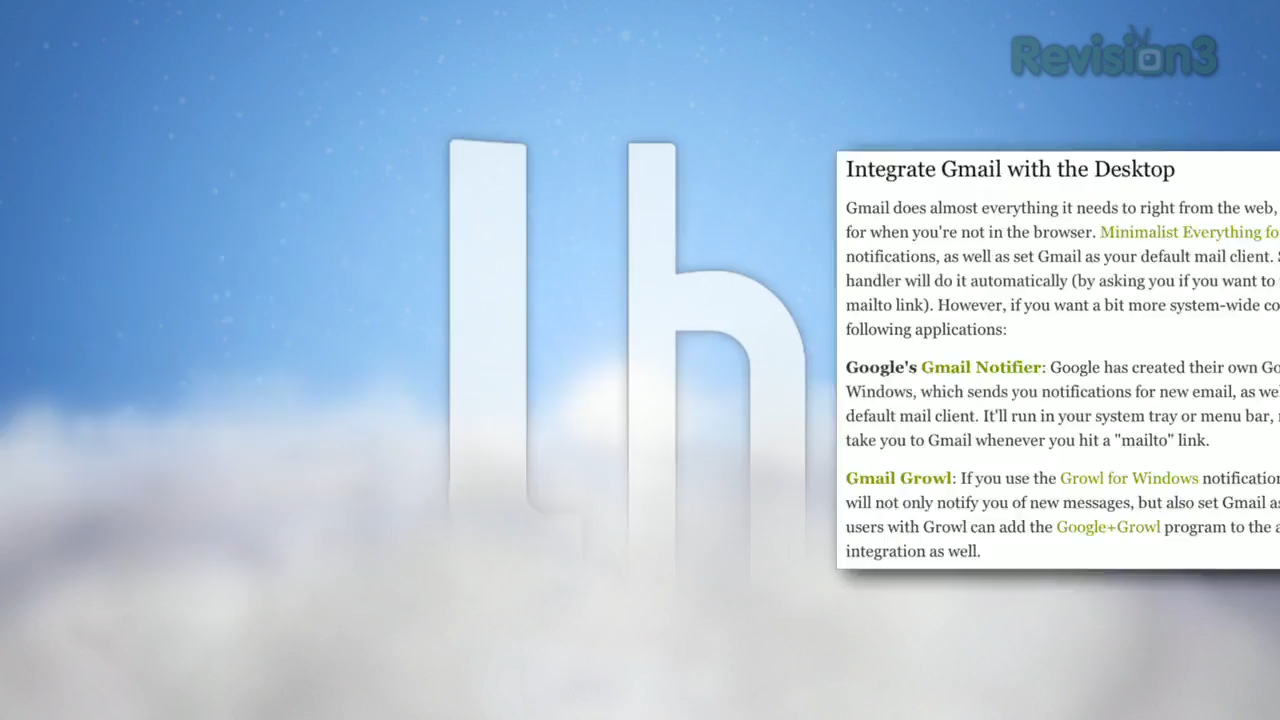 Revision3
lh
Integrate Gmail with the Desktop
Gmail does almost everything it needs to right from the web,
for when you're not in the browser. Minimalist Everything fo
notifications, as well as set Gmail as your default mail client. S
handler will do it automatically (by asking you if you want to
mailto link). However, if you want a bit more system-wide co
following applications:
Google's Gmail Notifier: Google has created their own Go
Windows, which sends you notifications for new email, as we
default mail client. It'll run in your system tray or menu bar,
take you to Gmail whenever you hit a "mailto" link.
Gmail Growl: If you use the Growl for Windows notification
will not only notify you of new messages, but also set Gmail as
users with Growl can add the Google+Growl program to the a
integration as well.